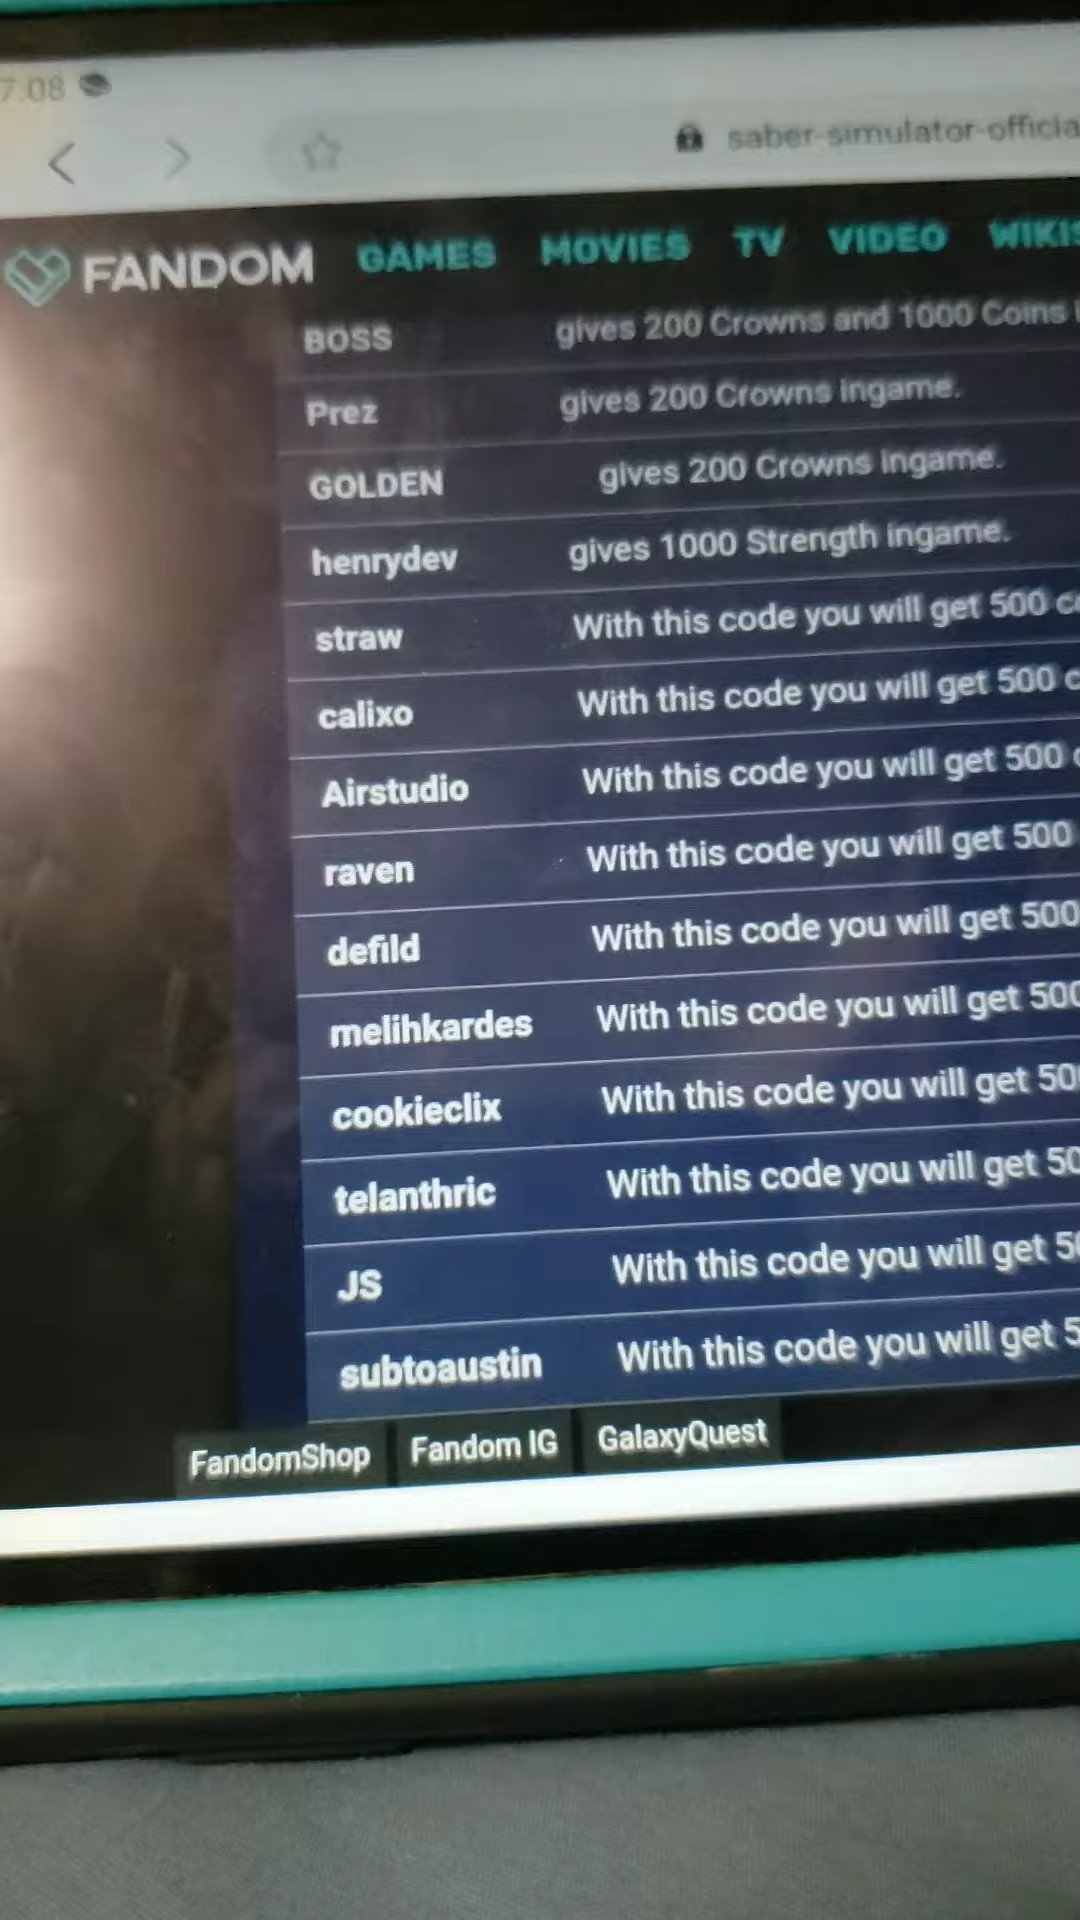 7:08
saber-simulator-officia
FANDOM GAMES MOVIES TV VIDEO WIKIS
BOSS gives 200 Crowns and 1000 Coins
Prez gives 200 Crowns ingame.
GOLDEN gives 200 Crowns ingame.
henrydev gives 1000 Strength ingame.
straw With this code you will get 500 c
calixo With this code you will get 500 c
Airstudio With this code you will get 500
raven With this code you will get 500
defild With this code you will get 500
melihkardes With this code you will get 500
cookieclix With this code you will get 50
telanthric With this code you will get 50
JS With this code you will get 5
subtoaustin With this code you will get 5
FandomShop Fandom IG GalaxyQuest